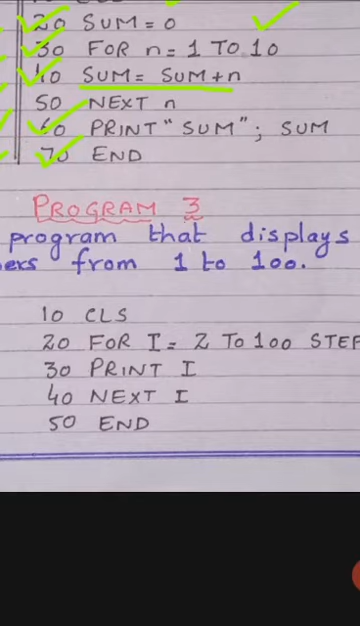 20 SUM = 0
30 FOR n = 1 TO 10
40 SUM = SUM + n
50 NEXT n
60 PRINT "SUM"; SUM
70 END
PROGRAM 3
program that displays
from 1 to 100.
10 CLS
20 FOR I = 2 TO 100 STEP
30 PRINT I
40 NEXT I
50 END